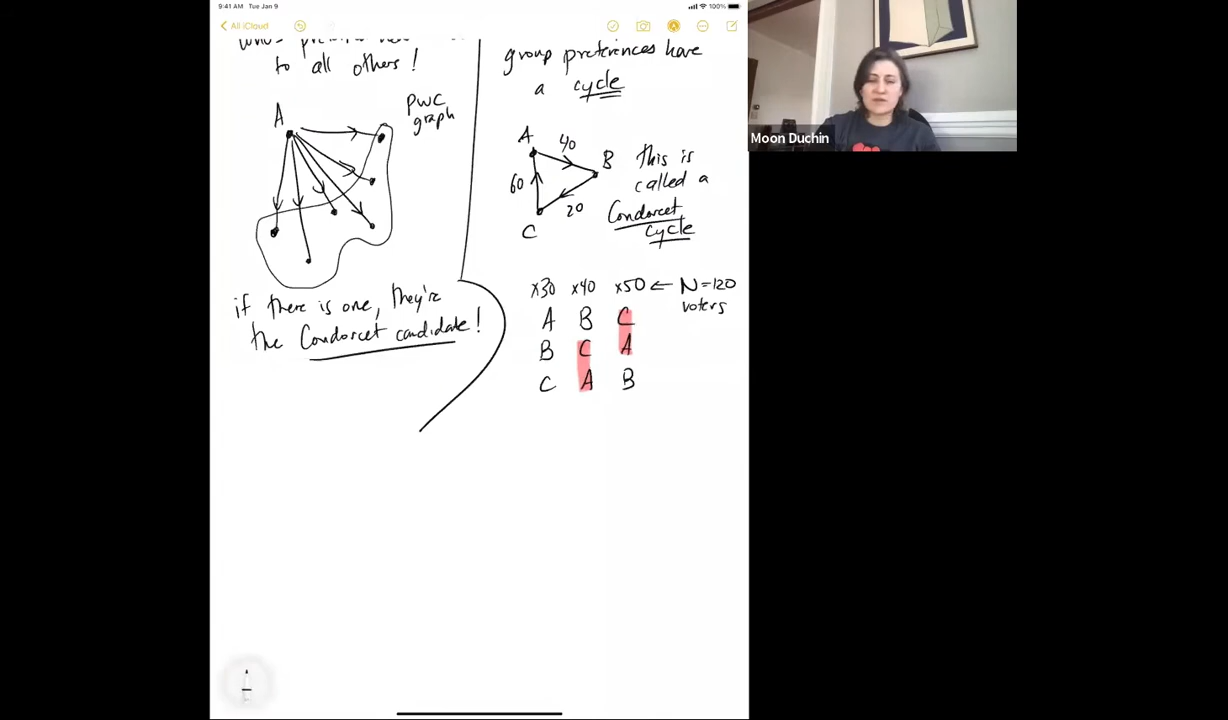 9:41 AM Tue Jan 9
100%
All iCloud
to all others!
A
PWC
graph
if there is one, they're
the Condorcet candidate!
group preferences have
a cycle
A
40
B
60
20
C
this is
called a
Condorcet
cycle
x30 x40 x50 ← N=120
voters
A B C
B C A
C A B
Moon Duchin